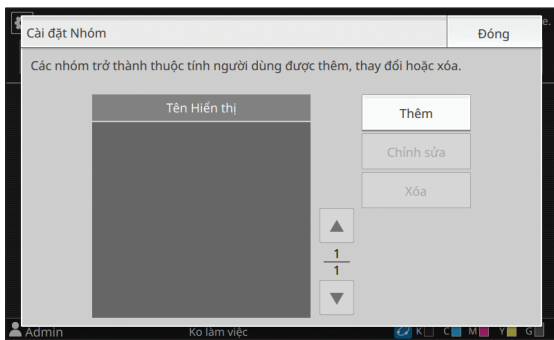 Cài đặt Nhóm
Đóng
Các nhóm trở thành thuộc tính người dùng được thêm, thay đổi hoặc xóa.
Tên Hiển thị
Thêm
Chỉnh sửa
Xóa
1
1
Admin
Ko làm việc
K C M Y G